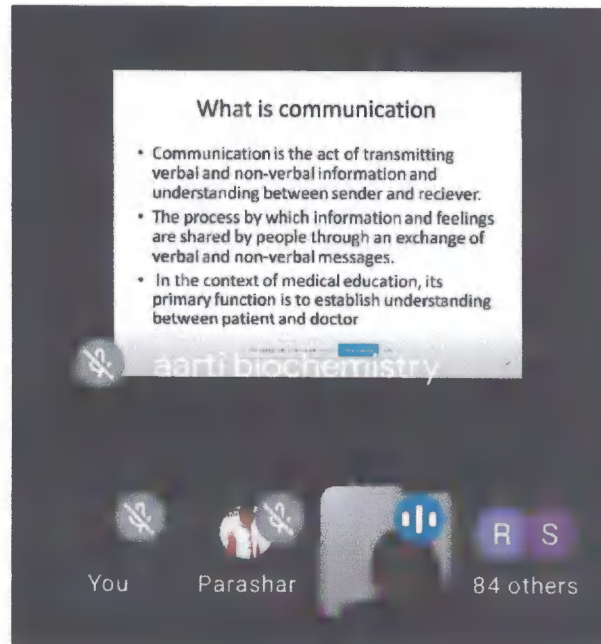 What is communication
• Communication is the act of transmitting
verbal and non-verbal information and
understanding between sender and reciever.
• The process by which information and feelings
are shared by people through an exchange of
verbal and non-verbal messages.
• In the context of medical education, its
primary function is to establish understanding
between patient and doctor
aarti biochemistry
R S
You Parashar 84 others